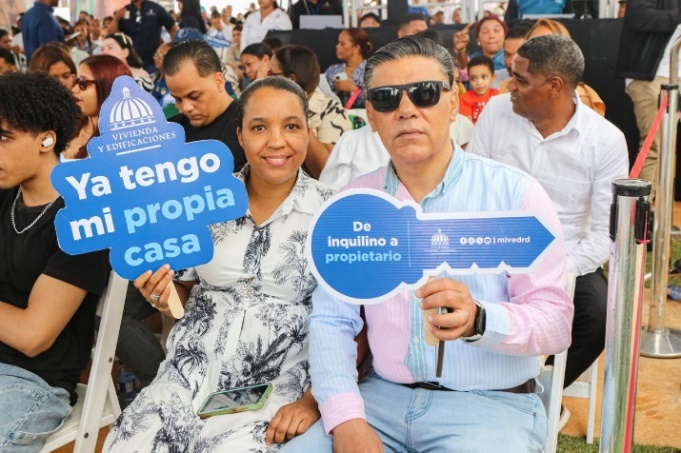 VIVIENDA
Y EDIFICACIONES
Ya tengo
mi propia
casa
De
inquilino a
propietario
mivedrd